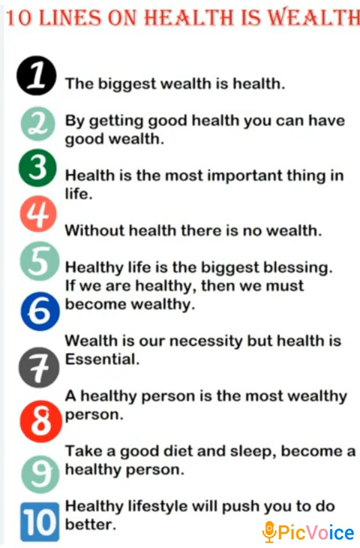 10 LINES ON HEALTH IS WEALTH
1 The biggest wealth is health.
2 By getting good health you can have
good wealth.
3 Health is the most important thing in
life.
4 Without health there is no wealth.
5 Healthy life is the biggest blessing.
6 If we are healthy, then we must
become wealthy.
7 Wealth is our necessity but health is
Essential.
8 A healthy person is the most wealthy
person.
9 Take a good diet and sleep, become a
healthy person.
10 Healthy lifestyle will push you to do
better.
PicVoice